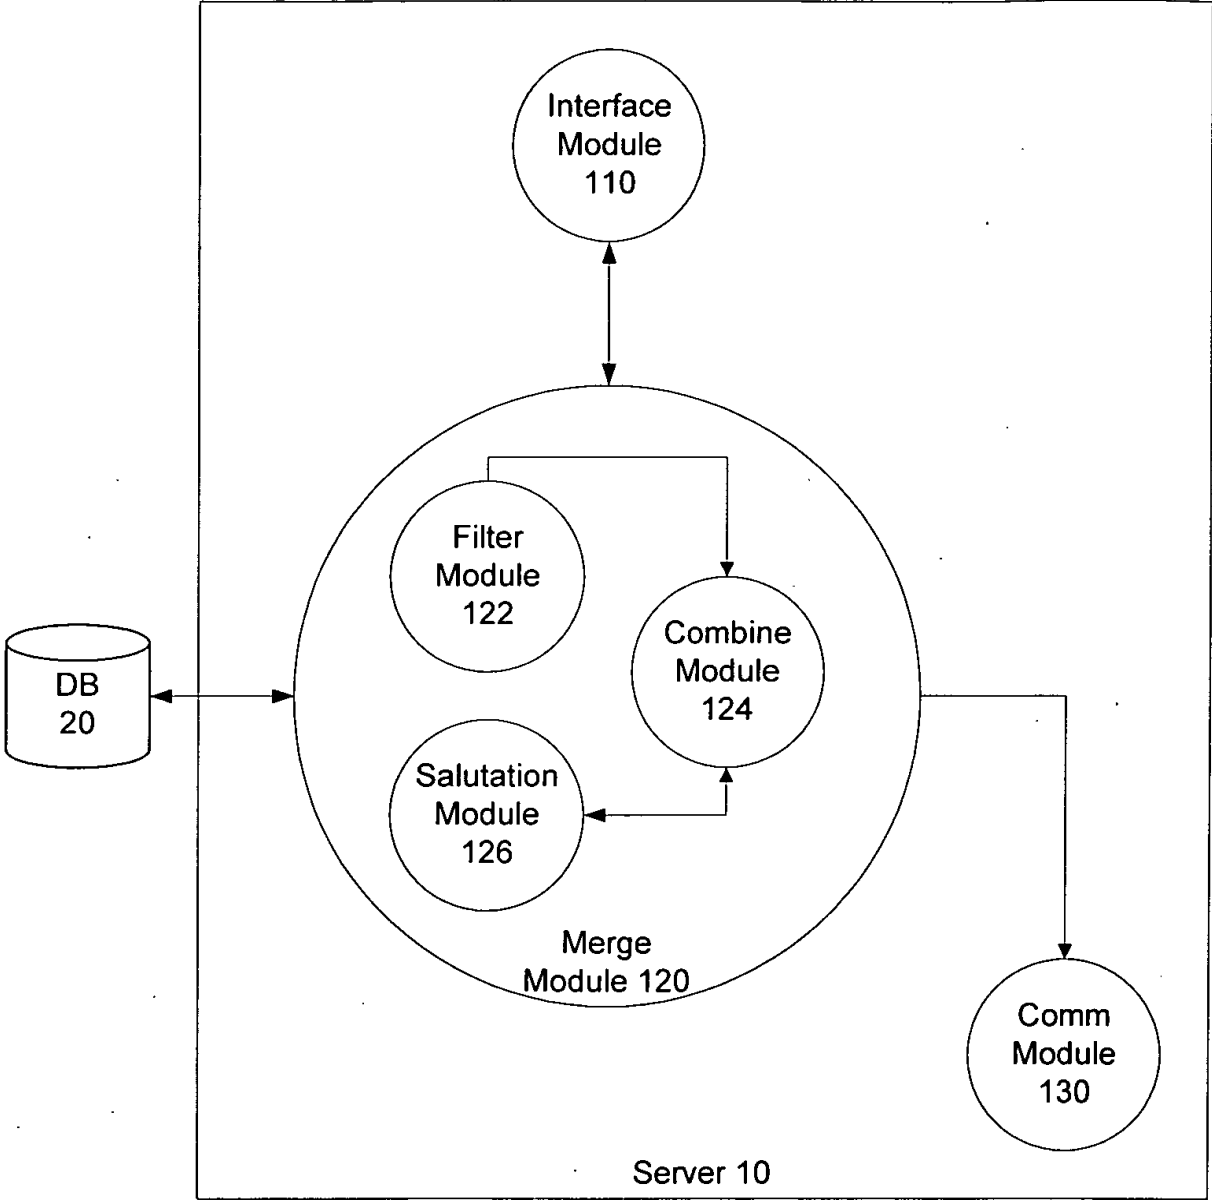 Interface
Module
110
Filter
Module
122
Combine
Module
124
DB
20
Salutation
Module
126
Merge
Module 120
Comm
Module
130
Server 10